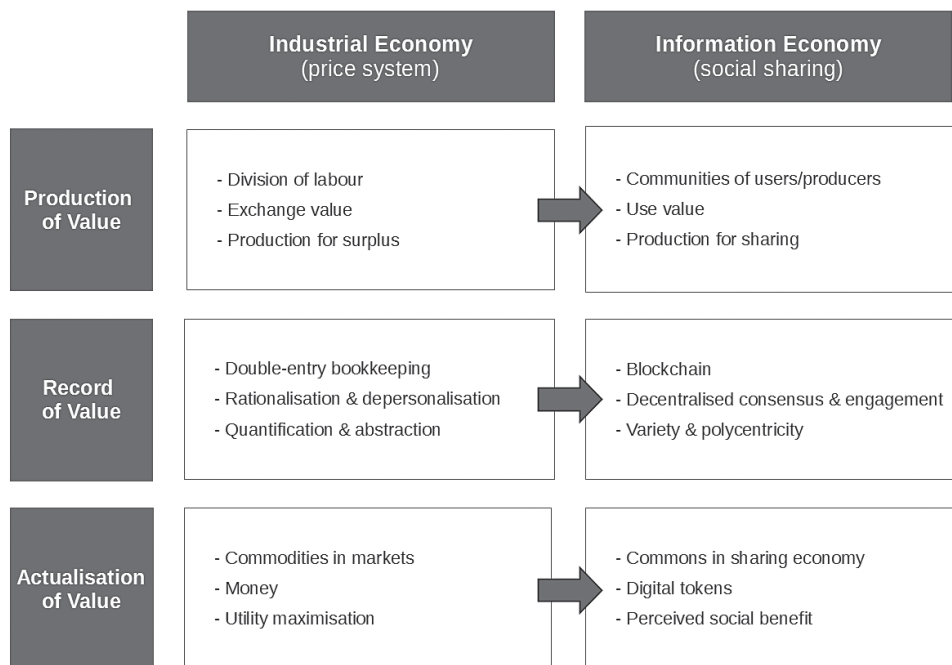 Industrial Economy
(price system)
Information Economy
(social sharing)
Production
of Value
- Division of labour
- Exchange value
- Production for surplus
- Communities of users/producers
- Use value
- Production for sharing
Record
of Value
- Double-entry bookkeeping
- Rationalisation & depersonalisation
- Quantification & abstraction
- Blockchain
- Decentralised consensus & engagement
- Variety & polycentricity
Actualisation
of Value
- Commodities in markets
- Money
- Utility maximisation
- Commons in sharing economy
- Digital tokens
- Perceived social benefit